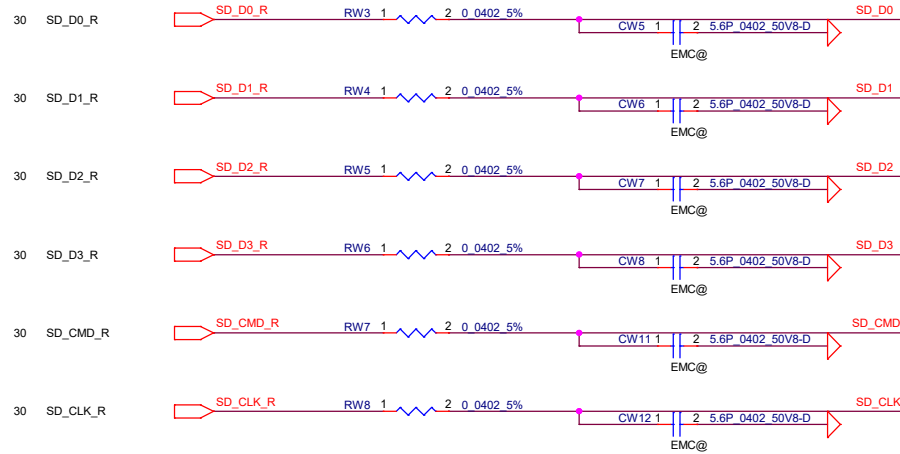 30 SD_D0_R SD_D0_R RW3 1 2 0_0402_5% SD_D0
CW5 1 2 5.6P_0402_50V8-D
EMC@
30 SD_D1_R SD_D1_R RW4 1 2 0_0402_5% SD_D1
CW6 1 2 5.6P_0402_50V8-D
EMC@
30 SD_D2_R SD_D2_R RW5 1 2 0_0402_5% SD_D2
CW7 1 2 5.6P_0402_50V8-D
EMC@
30 SD_D3_R SD_D3_R RW6 1 2 0_0402_5% SD_D3
CW8 1 2 5.6P_0402_50V8-D
EMC@
30 SD_CMD_R SD_CMD_R RW7 1 2 0_0402_5% SD_CMD
CW11 1 2 5.6P_0402_50V8-D
EMC@
30 SD_CLK_R SD_CLK_R RW8 1 2 0_0402_5% SD_CLK
CW12 1 2 5.6P_0402_50V8-D
EMC@